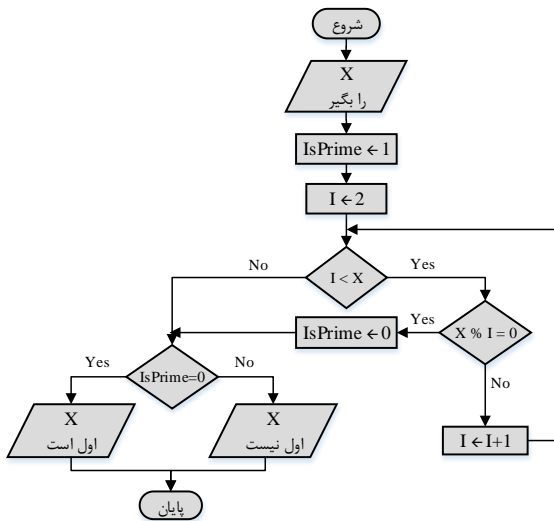 شروع
X
را بگیر
IsPrime ← 1
I ← 2
I < X
No
Yes
IsPrime ← 0
Yes
X % I = 0
No
I ← I+1
IsPrime=0
Yes
No
X
اول است
X
اول نیست
پایان